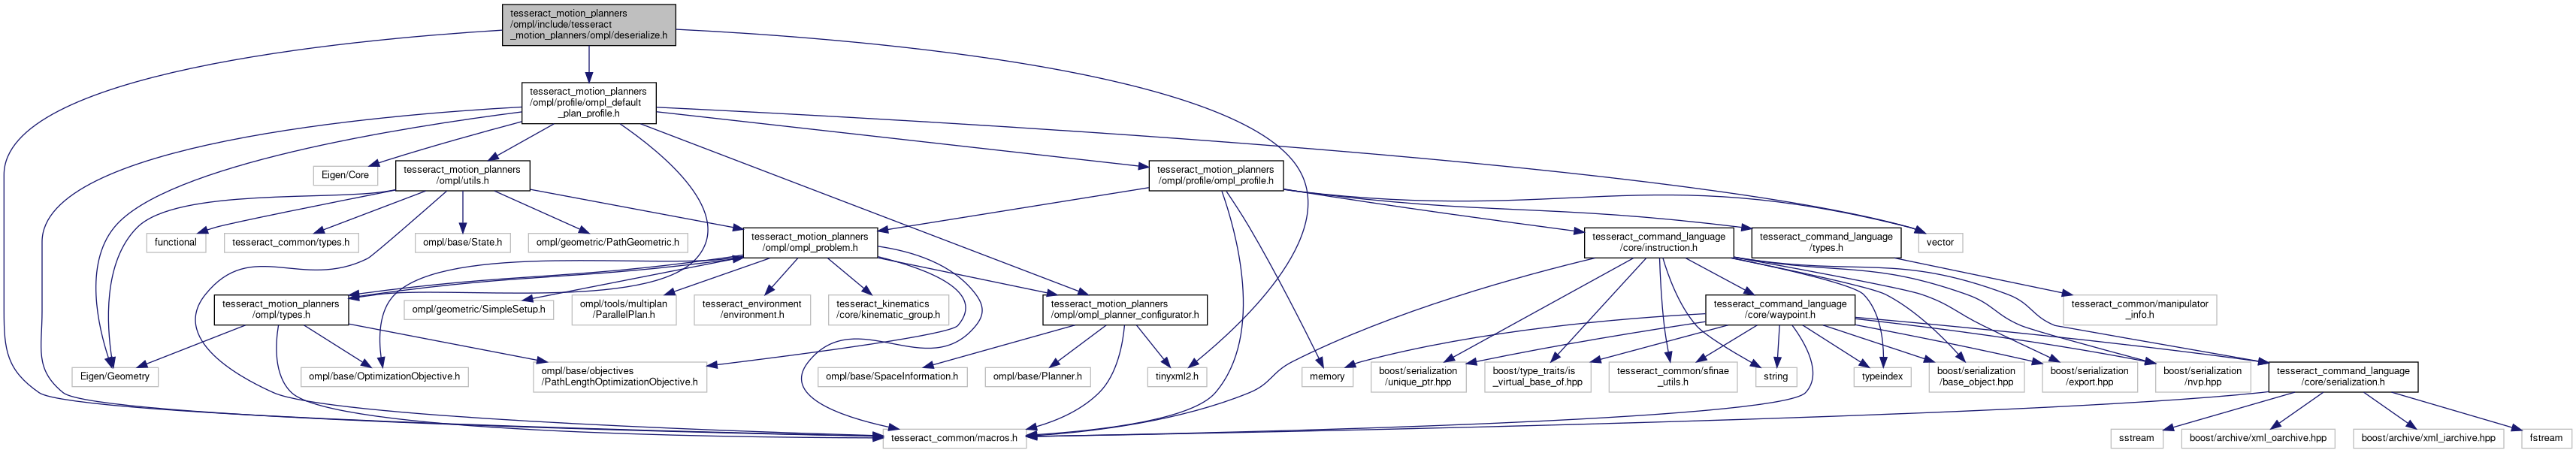 tesseract_motion_planners
/ompl/include/tesseract
_motion_planners/ompl/deserialize.h
tesseract_motion_planners
/ompl/profile/ompl_default
_plan_profile.h
Eigen/Core
tesseract_motion_planners
/ompl/utils.h
tesseract_motion_planners
/ompl/profile/ompl_profile.h
functional
tesseract_common/types.h
ompl/base/State.h
ompl/geometric/PathGeometric.h
tesseract_motion_planners
/ompl/ompl_problem.h
tesseract_command_language
/core/instruction.h
tesseract_command_language
/types.h
vector
tesseract_motion_planners
/ompl/types.h
ompl/geometric/SimpleSetup.h
ompl/tools/multiplan
/ParallelPlan.h
tesseract_environment
/environment.h
tesseract_kinematics
/core/kinematic_group.h
tesseract_motion_planners
/ompl/ompl_planner_configurator.h
tesseract_command_language
/core/waypoint.h
tesseract_common/manipulator
_info.h
Eigen/Geometry
ompl/base/OptimizationObjective.h
ompl/base/objectives
/PathLengthOptimizationObjective.h
ompl/base/SpaceInformation.h
ompl/base/Planner.h
tinyxml2.h
memory
boost/serialization
/unique_ptr.hpp
boost/type_traits/is
_virtual_base_of.hpp
tesseract_common/sfinae
_utils.h
string
typeindex
boost/serialization
/base_object.hpp
boost/serialization
/export.hpp
boost/serialization
/nvp.hpp
tesseract_command_language
/core/serialization.h
tesseract_common/macros.h
sstream
boost/archive/xml_oarchive.hpp
boost/archive/xml_iarchive.hpp
fstream